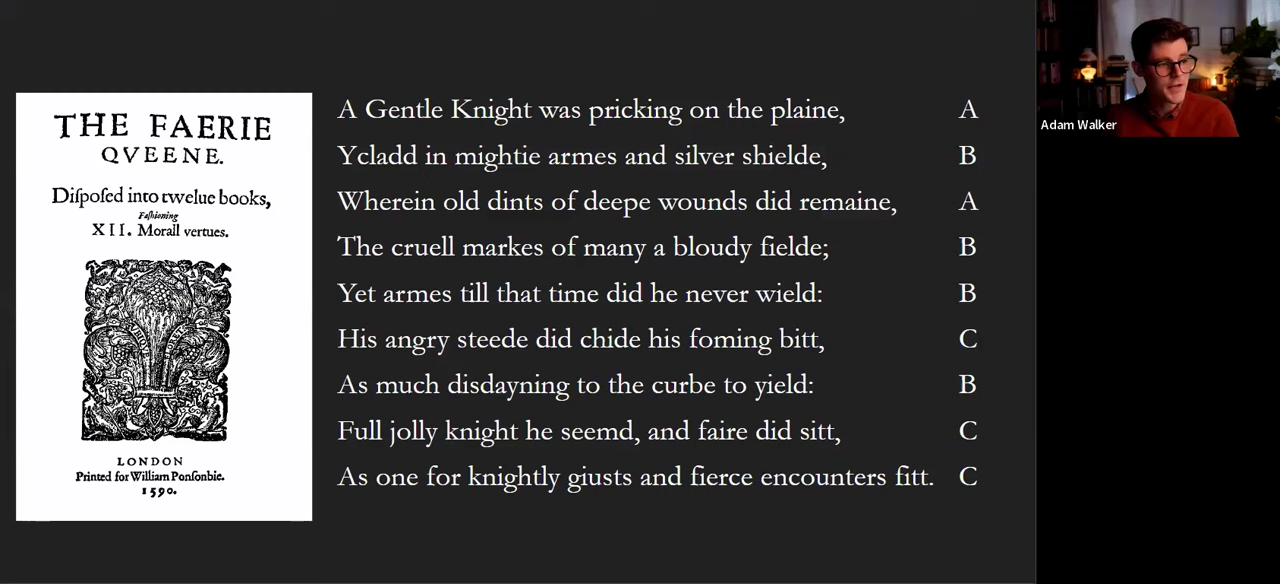 THE FAERIE
QVEENE.
Diſpoſed into twelue books,
Faſhioning
XII. Morall vertues.
LONDON
Printed for William Ponſonbie.
1590.
A Gentle Knight was pricking on the plaine, A
Ycladd in mightie armes and silver shielde, B
Wherein old dints of deepe wounds did remaine, A
The cruell markes of many a bloudy fielde; B
Yet armes till that time did he never wield: B
His angry steede did chide his foming bitt, C
As much disdayning to the curbe to yield: B
Full jolly knight he seemd, and faire did sitt, C
As one for knightly giusts and fierce encounters fitt. C
Adam Walker